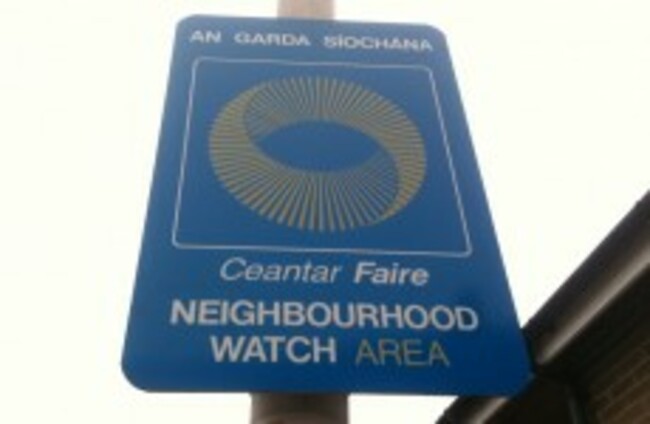 AN GARDA SÍOCHÁNA
Ceantar Faire
NEIGHBOURHOOD
WATCH AREA